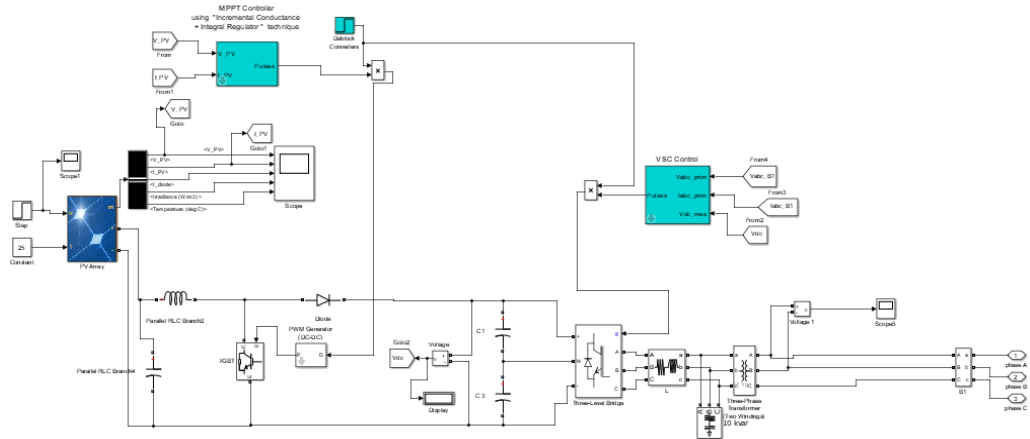 MPPT Controller
using "Incremental Conductance
+ Integral Regulator" technique
V_PV
From
V_PV
Pulses
I_PV
I_PV
From1
Deblock
Converters
×
V_PV
Goto
I_PV
Goto1
<V_PV>
<V_PV>
<I_PV>
<I_diode>
<Irradiance (W/m2)>
<Temperature (deg C)>
Scope
Scope1
Step
25
Constant
PV Array
VSC Control
Pulses
Vabc_prim
Iabc_prim
Vdc_mes
From4
Vabc_B1
From3
Iabc_B1
From2
Vdc
×
Parallel RLC Branch2
Diode
Parallel RLC Branch4
IGBT
PWM Generator
(DC-DC)
P
D
Goto2
Vdc
Voltage
Display
C1
C3
+
N
-
A
B
C
Three-Level Bridge
A
B
C
a
b
c
L
A B C
10 kvar
a
b
c
Three-Phase
Transformer
(Two Windings)
Voltage 1
Scope5
A
B
C
a
b
c
B1
1
phase A
2
phase B
3
phase C